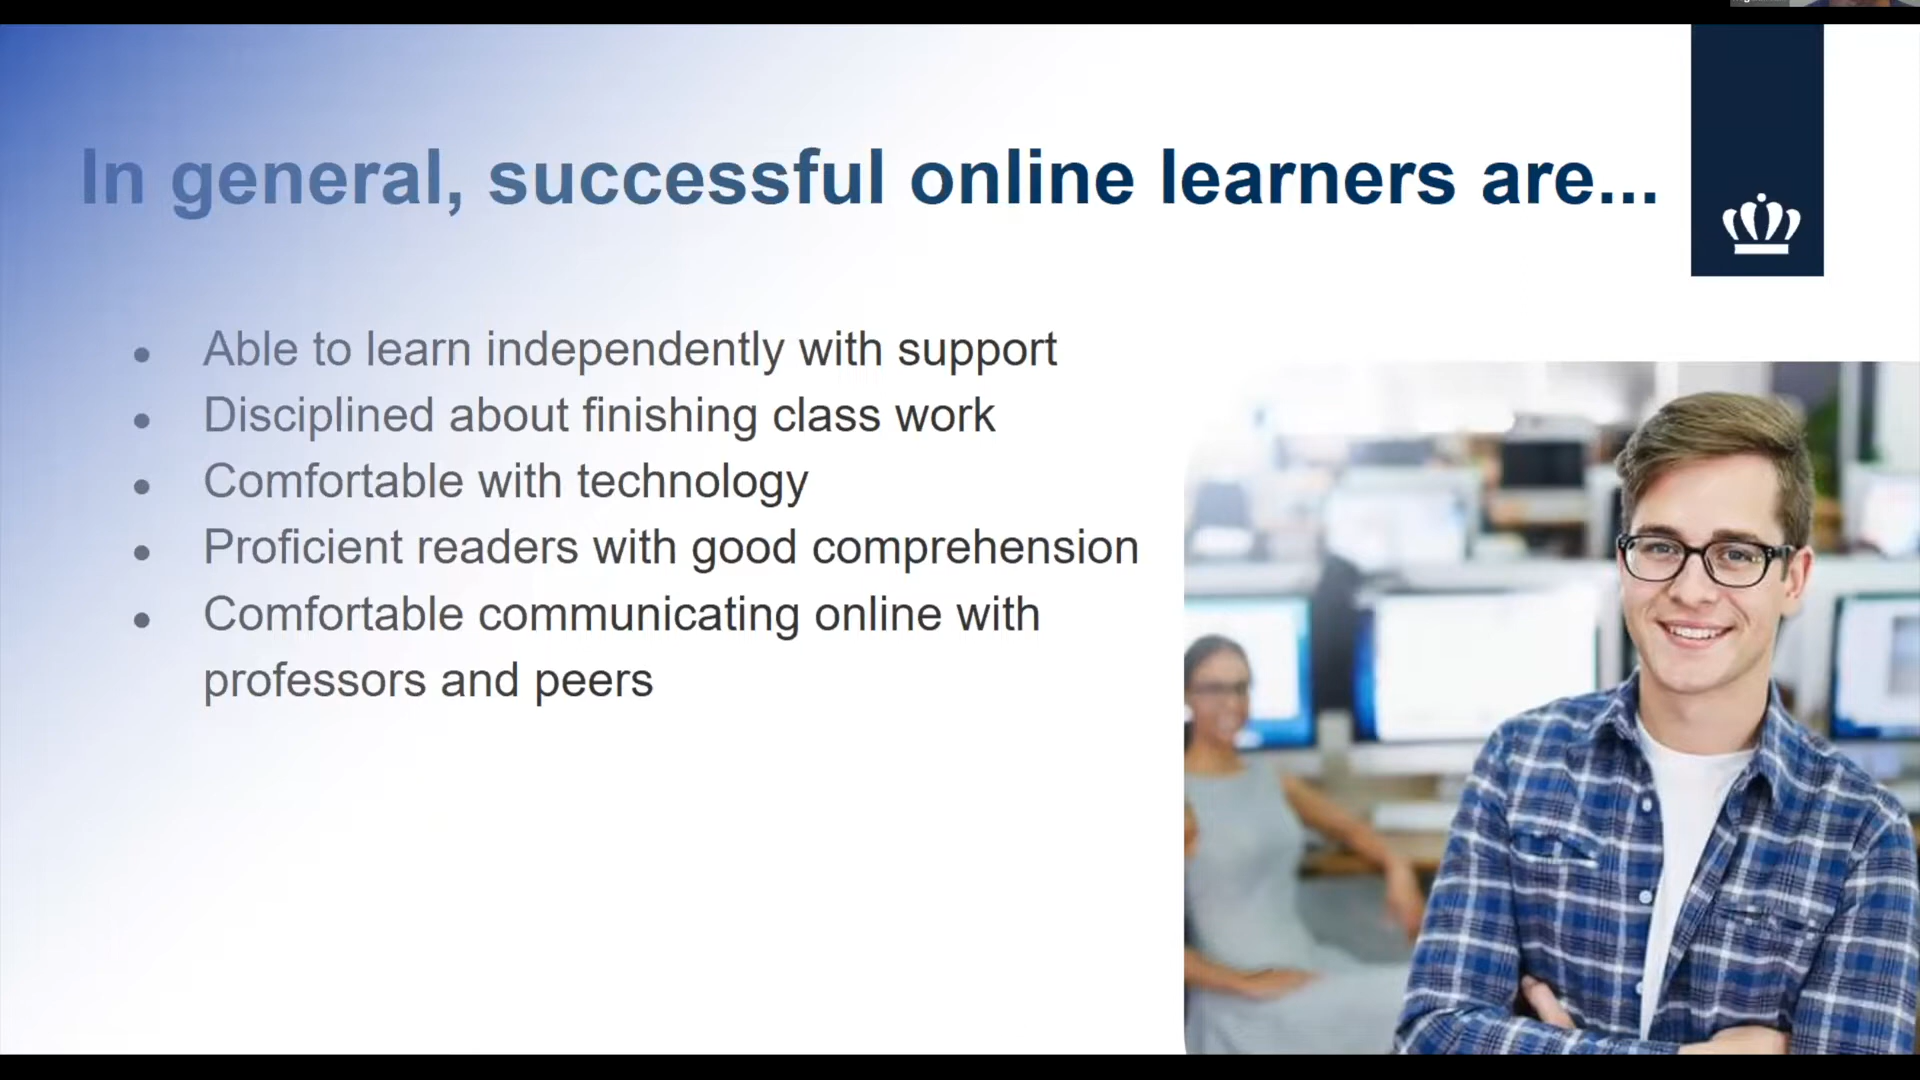 In general, successful online learners are...
• Able to learn independently with support
• Disciplined about finishing class work
• Comfortable with technology
• Proficient readers with good comprehension
• Comfortable communicating online with
professors and peers